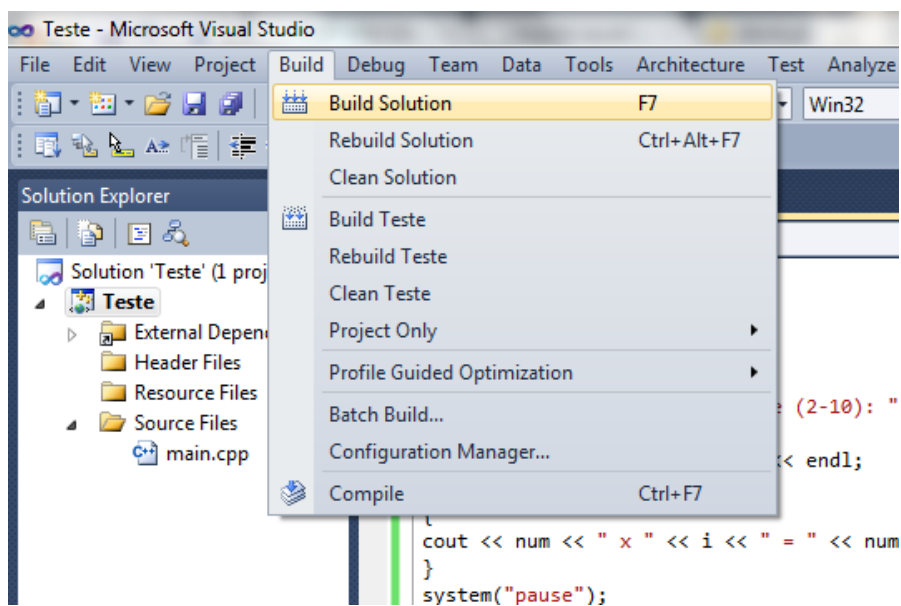 Teste - Microsoft Visual Studio
File Edit View Project Build Debug Team Data Tools Architecture Test Analyze
Build Solution F7
Win32
Rebuild Solution Ctrl+Alt+F7
Clean Solution
Solution Explorer
Build Teste
Rebuild Teste
Solution 'Teste' (1 proj
Clean Teste
Teste
Project Only
External Depen
Header Files
Profile Guided Optimization
Resource Files
(2-10): "
Batch Build...
Source Files
Configuration Manager...
<< endl;
main.cpp
Compile Ctrl+F7
{
cout << num << " x " << i << " = " << num
}
system("pause");